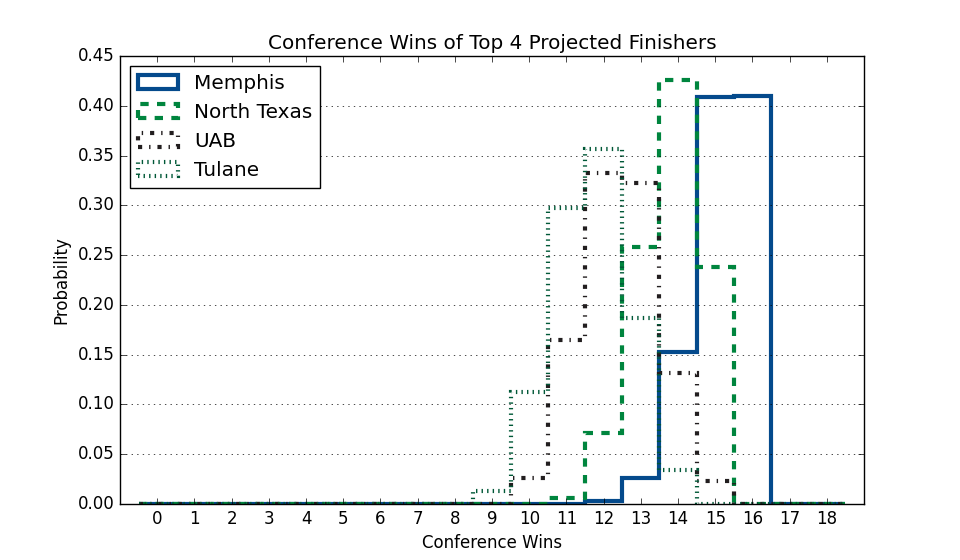 Conference Wins of Top 4 Projected Finishers
0.45
0.40
0.35
0.30
0.25
0.20
0.15
0.10
0.05
0.00
Probability
Memphis
North Texas
UAB
Tulane
0 1 2 3 4 5 6 7 8 9 10 11 12 13 14 15 16 17 18
Conference Wins